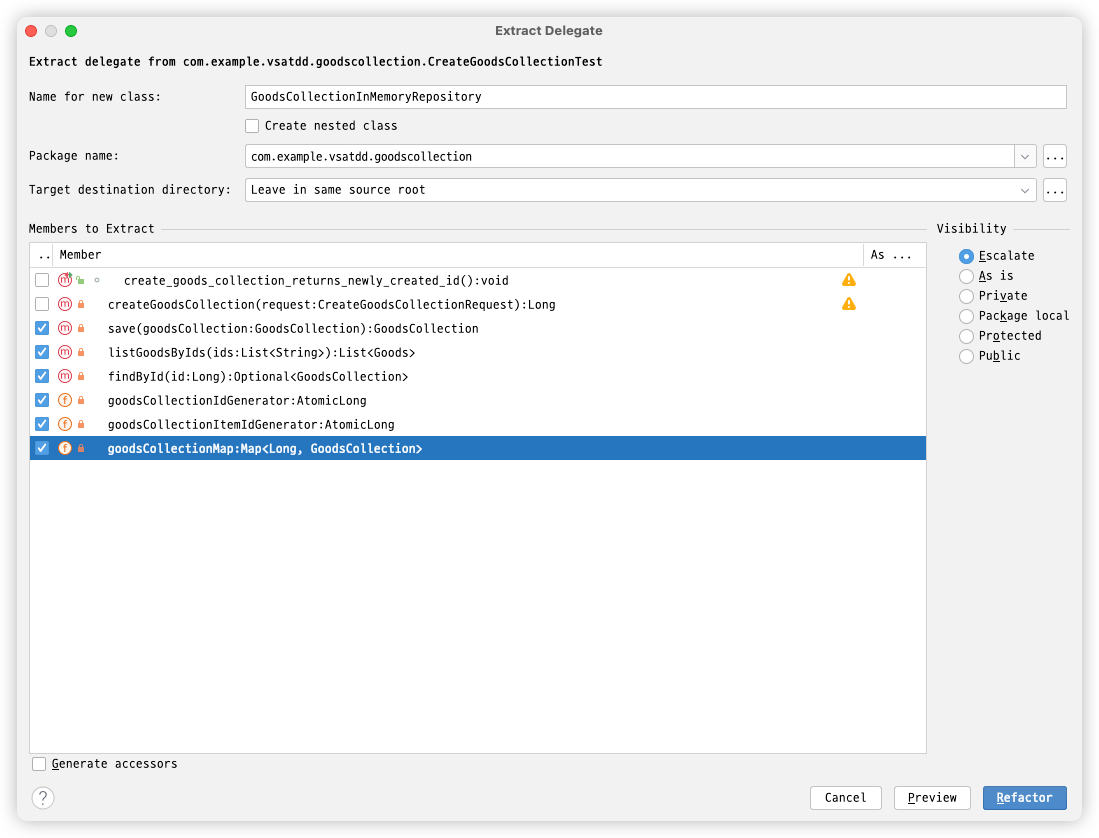 Extract Delegate
Extract delegate from com.example.vsatdd.goodscollection.CreateGoodsCollectionTest
Name for new class: GoodsCollectionInMemoryRepository
Create nested class
Package name: com.example.vsatdd.goodscollection ...
Target destination directory: Leave in same source root ...
Members to Extract
.. Member As ...
create_goods_collection_returns_newly_created_id():void
createGoodsCollection(request:CreateGoodsCollectionRequest):Long
save(goodsCollection:GoodsCollection):GoodsCollection
listGoodsByIds(ids:List<String>):List<Goods>
findById(id:Long):Optional<GoodsCollection>
goodsCollectionIdGenerator:AtomicLong
goodsCollectionItemIdGenerator:AtomicLong
goodsCollectionMap:Map<Long, GoodsCollection>
Visibility
Escalate
As is
Private
Package local
Protected
Public
Generate accessors
? Cancel Preview Refactor